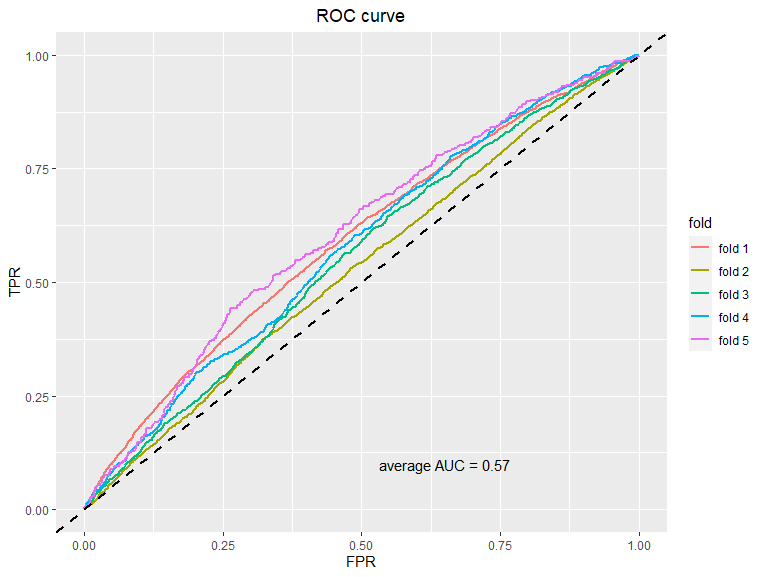 ROC curve
1.00
0.75
0.50
0.25
0.00
TPR
average AUC = 0.57
0.00 0.25 0.50 0.75 1.00
FPR
fold
fold 1
fold 2
fold 3
fold 4
fold 5